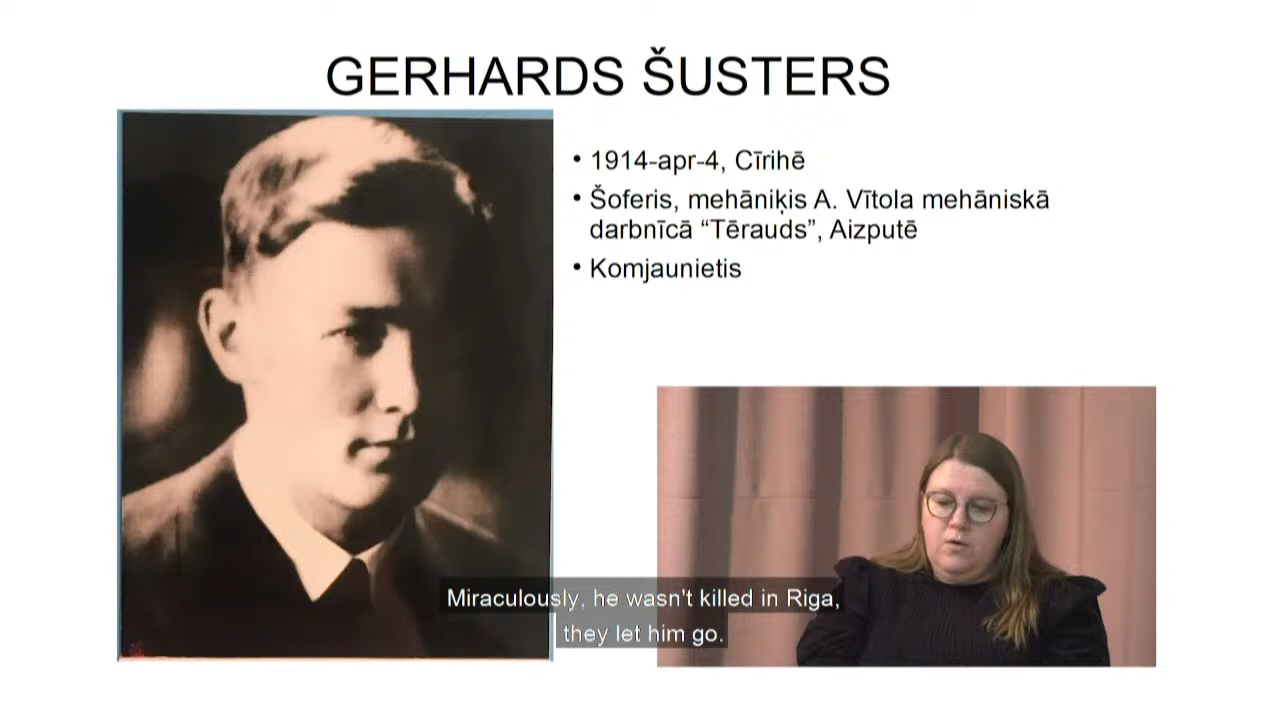 GERHARDS ŠUSTERS
• 1914-apr-4, Cīrihē
• Šoferis, mehāniķis A. Vītola mehāniskā
darbnīcā “Tērauds”, Aizputē
• Komjaunietis
Miraculously, he wasn't killed in Riga,
they let him go.